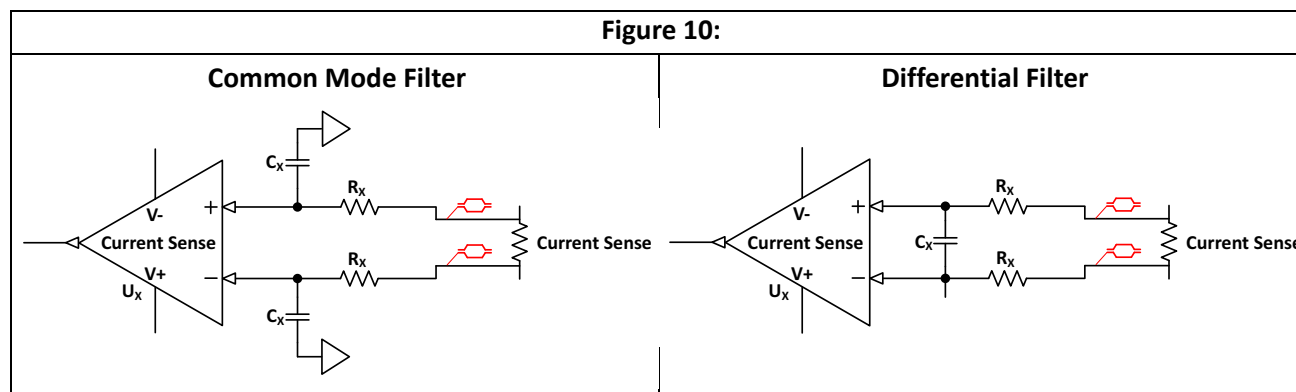 Figure 10:
Common Mode Filter
Differential Filter
Cx
Rx
V-
+
Current Sense
Current Sense
V+
−
Rx
Ux
Cx
Rx
V-
+
Current Sense
Cx
Current Sense
V+
−
Rx
Ux